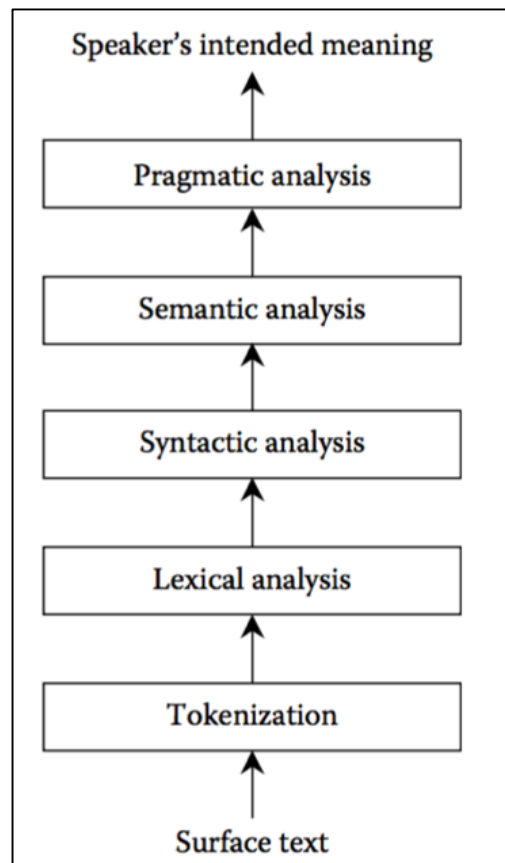 Speaker’s intended meaning
Pragmatic analysis
Semantic analysis
Syntactic analysis
Lexical analysis
Tokenization
Surface text